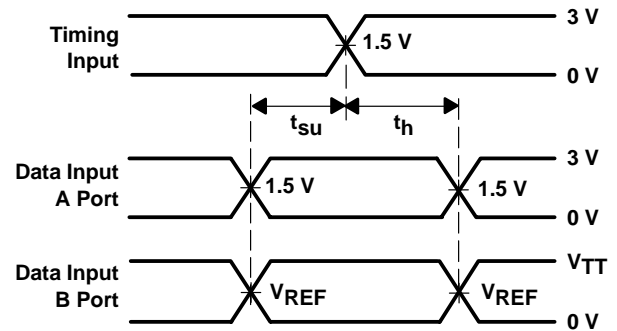 3 V
Timing
Input
1.5 V
0 V
tsu
th
3 V
Data Input
A Port
1.5 V
1.5 V
0 V
VTT
Data Input
B Port
VREF
VREF
0 V